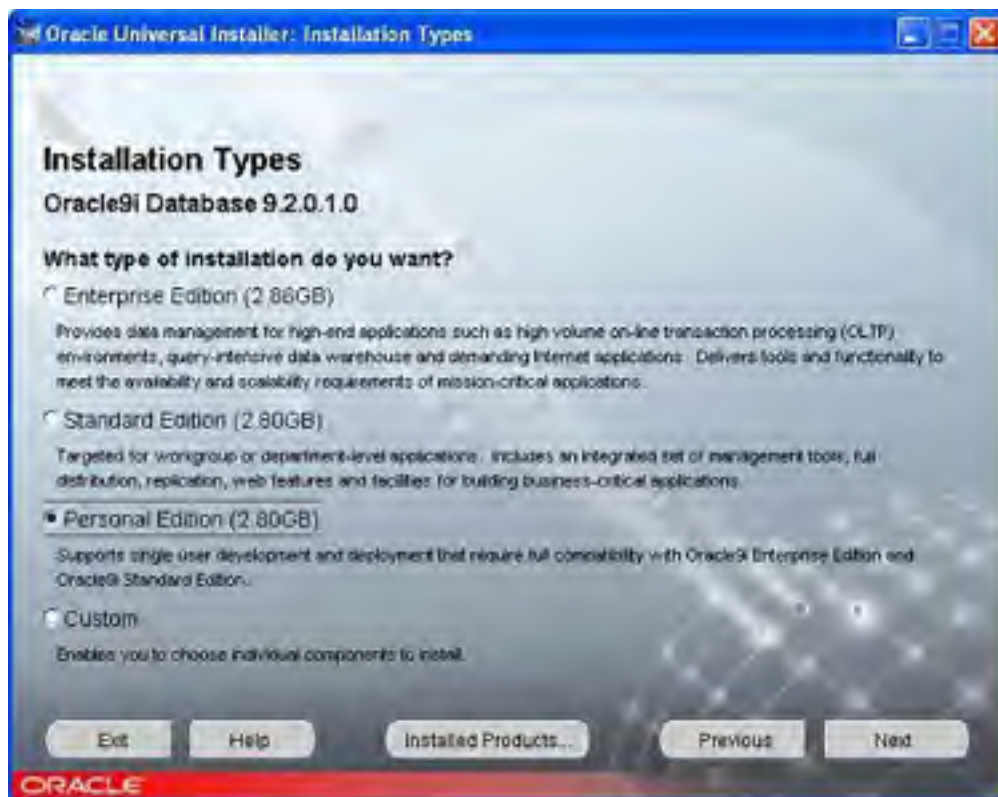 Oracle Universal Installer: Installation Types
Installation Types
Oracle9i Database 9.2.0.1.0
What type of installation do you want?
Enterprise Edition (2.86GB)
Provides data management for high-end applications such as high volume on-line transaction processing (OLTP)
environments, query-intensive data warehouse and demanding Internet applications. Delivers tools and functionality to
meet the availability and scalability requirements of mission-critical applications.
Standard Edition (2.80GB)
Targeted for workgroup or department-level applications. Includes an integrated set of management tools, full
distribution, replication, web features and facilities for building business-critical applications.
Personal Edition (2.80GB)
Supports single user development and deployment that require full compatibility with Oracle9i Enterprise Edition and
Oracle9i Standard Edition.
Custom
Enables you to choose individual components to install.
Exit Help Installed Products... Previous Next
ORACLE